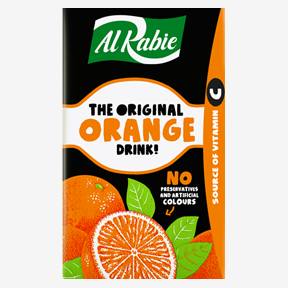 Al Rabie
THE ORIGINAL
ORANGE
DRINK!
NO
PRESERVATIVES
AND ARTIFICIAL
COLOURS
SOURCE OF VITAMIN C